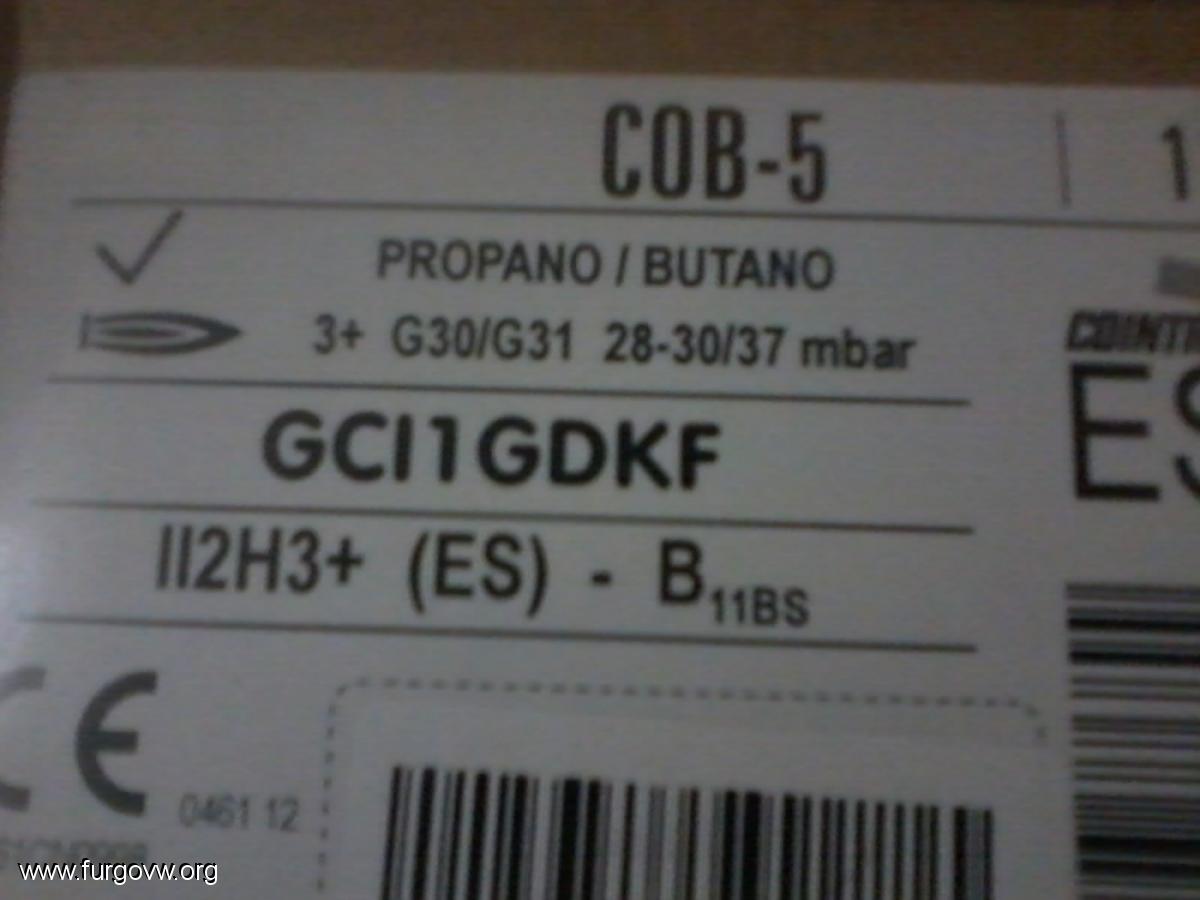 COB-5 1
PROPANO / BUTANO
3+ G30/G31 28-30/37 mbar
GCI1GDKF
II2H3+ (ES) - B11BS
CE
0461 12
www.furgovw.org